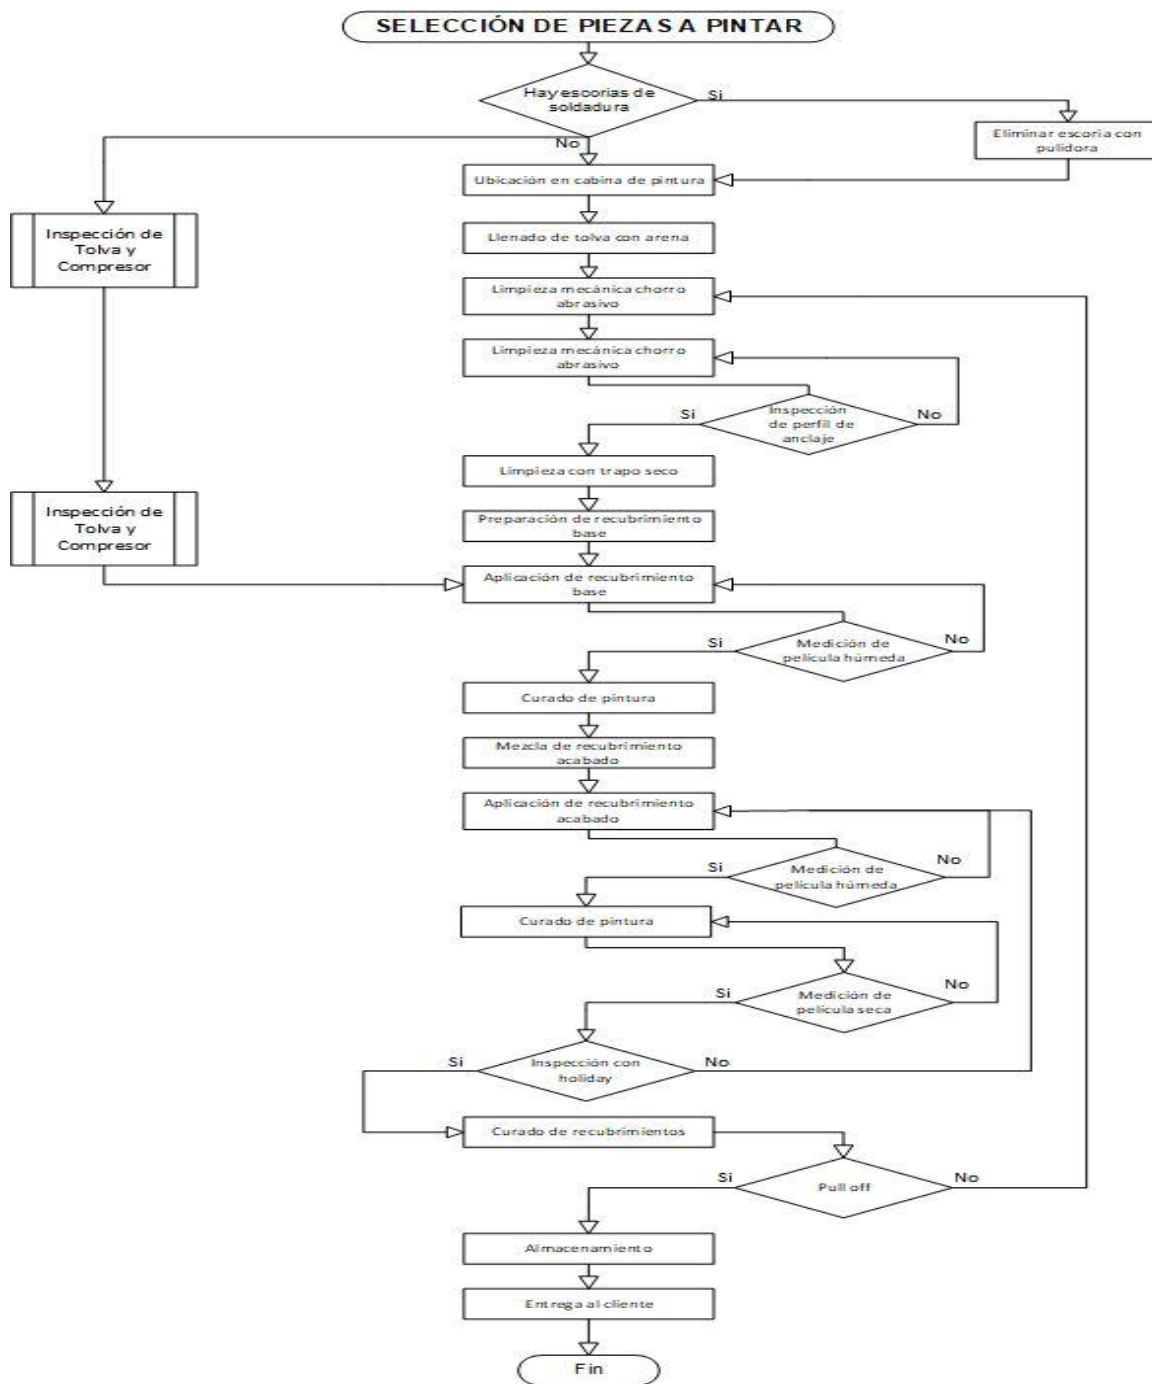 SELECCIÓN DE PIEZAS A PINTAR
Hay escorias de
soldadura
Si
Eliminar escoria con
pulidora
No
Ubicación en cabina de pintura
Inspección de
Tolva y
Compresor
Llenado de tolva con arena
Limpieza mecánica chorro
abrasivo
Limpieza mecánica chorro
abrasivo
Si
Inspección
de perfil de
anclaje
No
Limpieza con trapo seco
Inspección de
Tolva y
Compresor
Preparación de recubrimiento
base
Aplicación de recubrimiento
base
Si
Medición de
película húmeda
No
Curado de pintura
Mezcla de recubrimiento
acabado
Aplicación de recubrimiento
acabado
Si
Medición de
película húmeda
No
Curado de pintura
Si
Medición de
película seca
No
Si
Inspección con
holiday
No
Curado de recubrimientos
Si
Pull off
No
Almacenamiento
Entrega al cliente
Fin